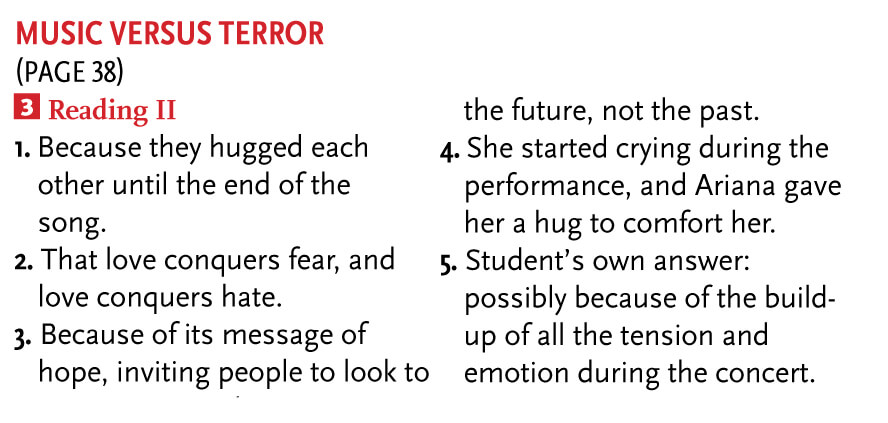 MUSIC VERSUS TERROR
(PAGE 38)
3 Reading II
1. Because they hugged each
other until the end of the
song.
2. That love conquers fear, and
love conquers hate.
3. Because of its message of
hope, inviting people to look to
the future, not the past.
4. She started crying during the
performance, and Ariana gave
her a hug to comfort her.
5. Student’s own answer:
possibly because of the build-
up of all the tension and
emotion during the concert.